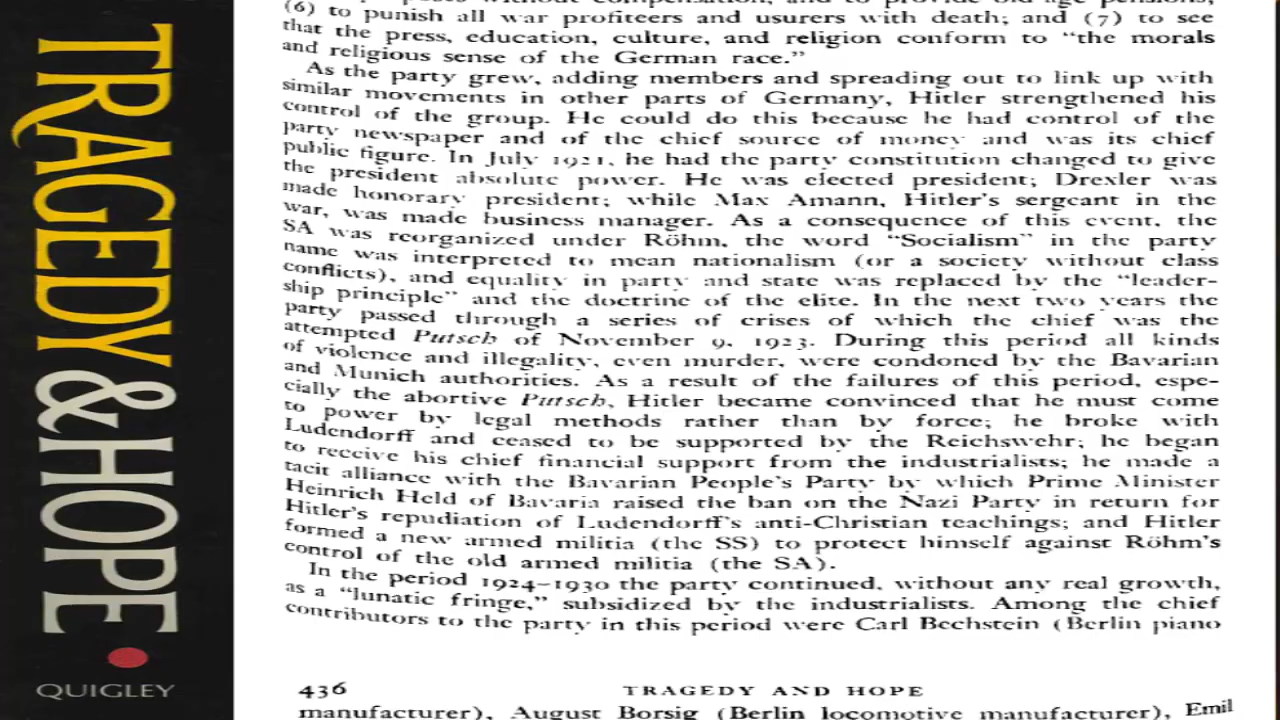 TRAGEDY & HOPE
QUIGLEY
(6) to punish all war profiteers and usurers with death; and (7) to see
that the press, education, culture, and religion conform to "the morals
and religious sense of the German race."
As the party grew, adding members and spreading out to link up with
similar movements in other parts of Germany, Hitler strengthened his
control of the group. He could do this because he had control of the
party newspaper and of the chief source of money and was its chief
public figure. In July 1921, he had the party constitution changed to give
the president absolute power. He was elected president; Drexler was
made honorary president; while Max Amann, Hitler's sergeant in the
war, was made business manager. As a consequence of this event, the
SA was reorganized under Röhm, the word "Socialism" in the party
name was interpreted to mean nationalism (or a society without class
conflicts), and equality in party and state was replaced by the "leader-
ship principle" and the doctrine of the elite. In the next two years the
party passed through a series of crises of which the chief was the
attempted Putsch of November 9, 1923. During this period all kinds
of violence and illegality, even murder, were condoned by the Bavarian
and Munich authorities. As a result of the failures of this period, espe-
cially the abortive Putsch, Hitler became convinced that he must come
to power by legal methods rather than by force; he broke with
Ludendorff and ceased to be supported by the Reichswehr; he began
to receive his chief financial support from the industrialists; he made a
tacit alliance with the Bavarian People's Party by which Prime Minister
Heinrich Held of Bavaria raised the ban on the Nazi Party in return for
Hitler's repudiation of Ludendorff's anti-Christian teachings; and Hitler
formed a new armed militia (the SS) to protect himself against Röhm's
control of the old armed militia (the SA).
In the period 1924–1930 the party continued, without any real growth,
as a "lunatic fringe," subsidized by the industrialists. Among the chief
contributors to the party in this period were Carl Bechstein (Berlin piano
436 TRAGEDY AND HOPE
manufacturer), August Borsig (Berlin locomotive manufacturer), Emil